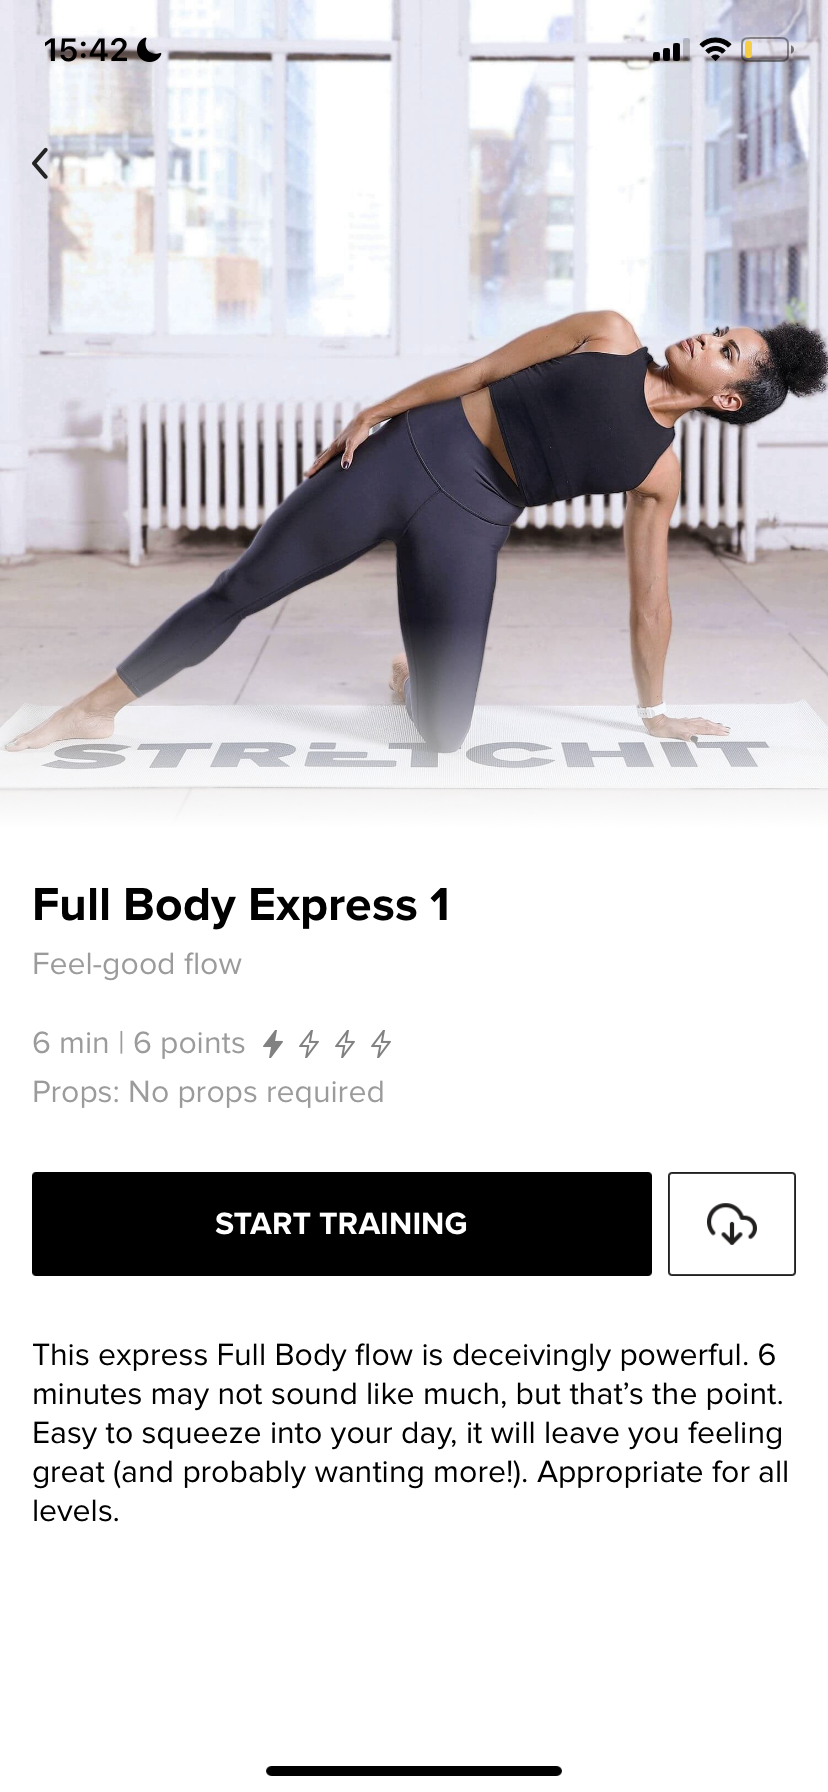 15:42
STRETCHIT
Full Body Express 1
Feel-good flow
6 min | 6 points
Props: No props required
START TRAINING
This express Full Body flow is deceivingly powerful. 6
minutes may not sound like much, but that’s the point.
Easy to squeeze into your day, it will leave you feeling
great (and probably wanting more!). Appropriate for all
levels.